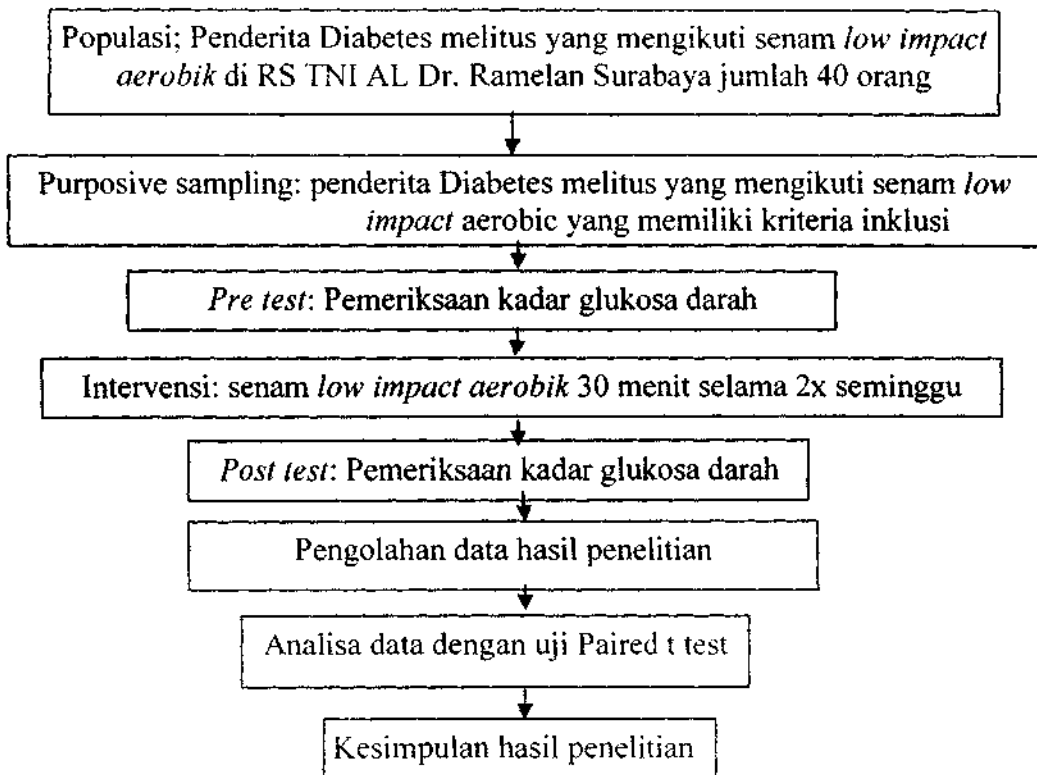 Populasi; Penderita Diabetes melitus yang mengikuti senam low impact
aerobik di RS TNI AL Dr. Ramelan Surabaya jumlah 40 orang
Purposive sampling: penderita Diabetes melitus yang mengikuti senam low
impact aerobic yang memiliki kriteria inklusi
Pre test: Pemeriksaan kadar glukosa darah
Intervensi: senam low impact aerobik 30 menit selama 2x seminggu
Post test: Pemeriksaan kadar glukosa darah
Pengolahan data hasil penelitian
Analisa data dengan uji Paired t test
Kesimpulan hasil penelitian